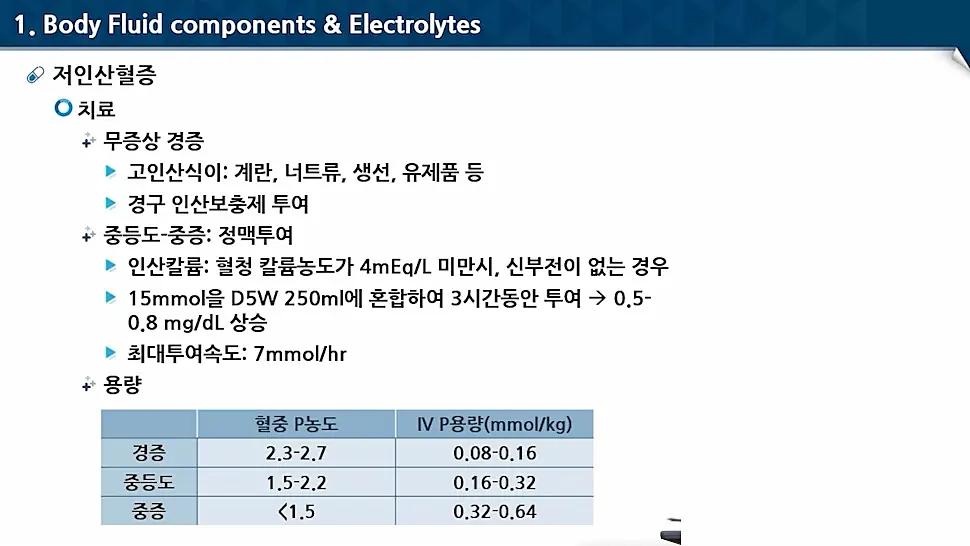 1. Body Fluid components & Electrolytes
저인산혈증
치료
무증상 경증
고인산식이: 계란, 너트류, 생선, 유제품 등
경구 인산보충제 투여
중등도-중증: 정맥투여
인산칼륨: 혈청 칼륨농도가 4mEq/L 미만시, 신부전이 없는 경우
15mmol을 D5W 250ml에 혼합하여 3시간동안 투여 → 0.5-
0.8 mg/dL 상승
최대투여속도: 7mmol/hr
용량
혈중 P농도 IV P용량(mmol/kg)
경증 2.3-2.7 0.08-0.16
중등도 1.5-2.2 0.16-0.32
중증 <1.5 0.32-0.64